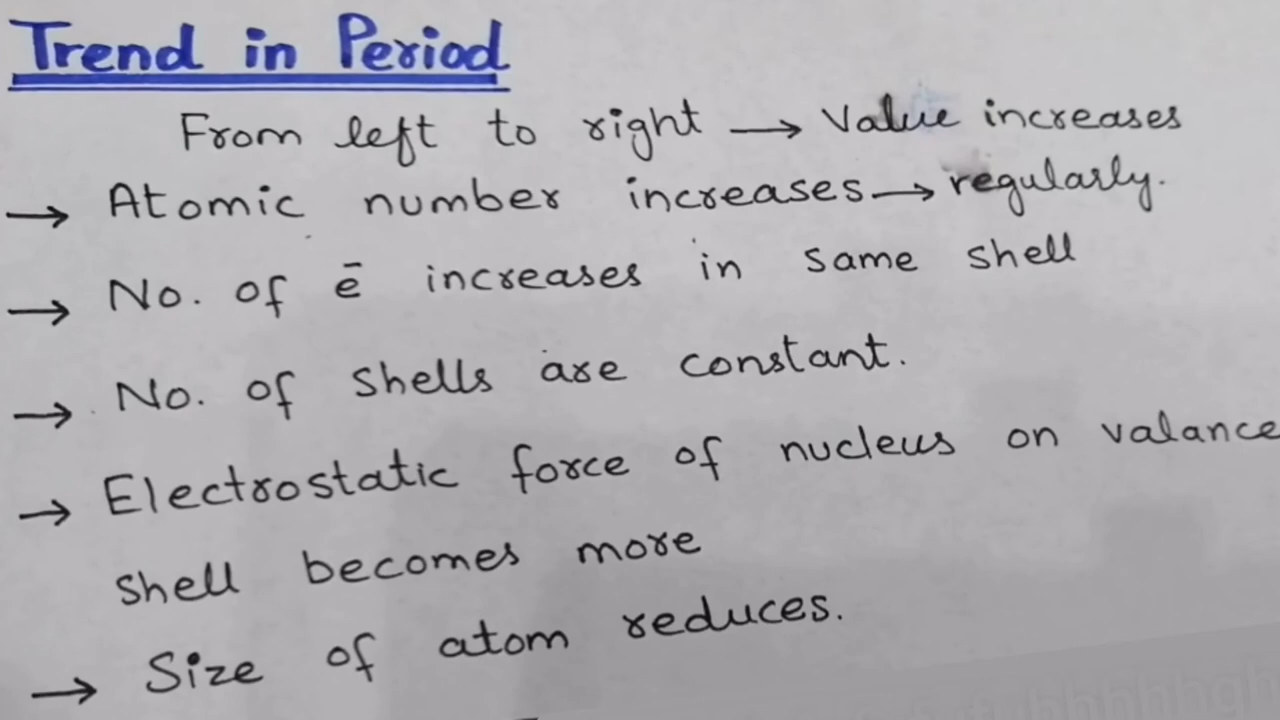 Trend in Period
From left to right → Value increases
→ Atomic number increases → regularly.
→ No. of ē increases in same shell
→ No. of shells are constant.
→ Electrostatic force of nucleus on valance
shell becomes more
→ Size of atom reduces.